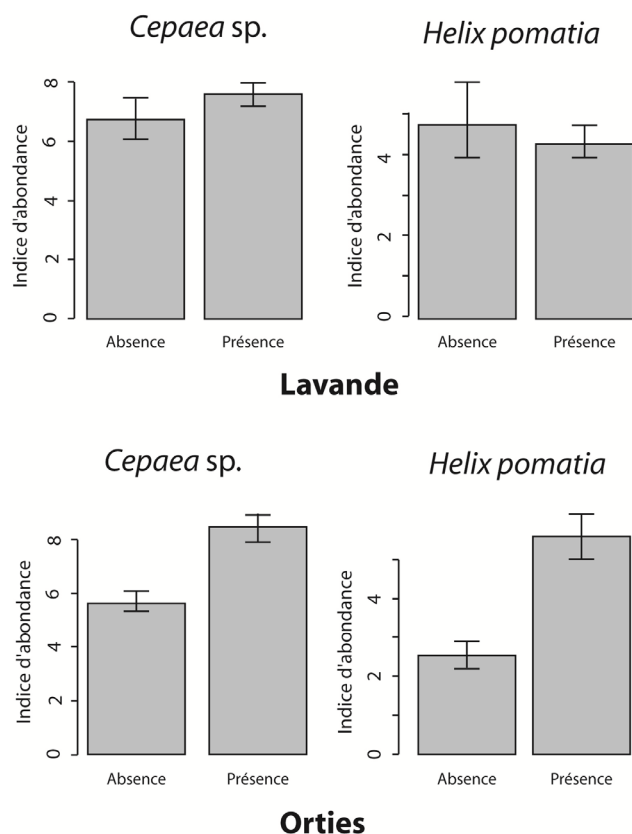 Cepaea sp.
Helix pomatia
Indice d'abondance
0
2
4
6
8
Absence
Présence
Indice d'abondance
0
2
4
Absence
Présence
Lavande
Cepaea sp.
Helix pomatia
Indice d'abondance
0
2
4
6
8
Absence
Présence
Indice d'abondance
0
2
4
Absence
Présence
Orties